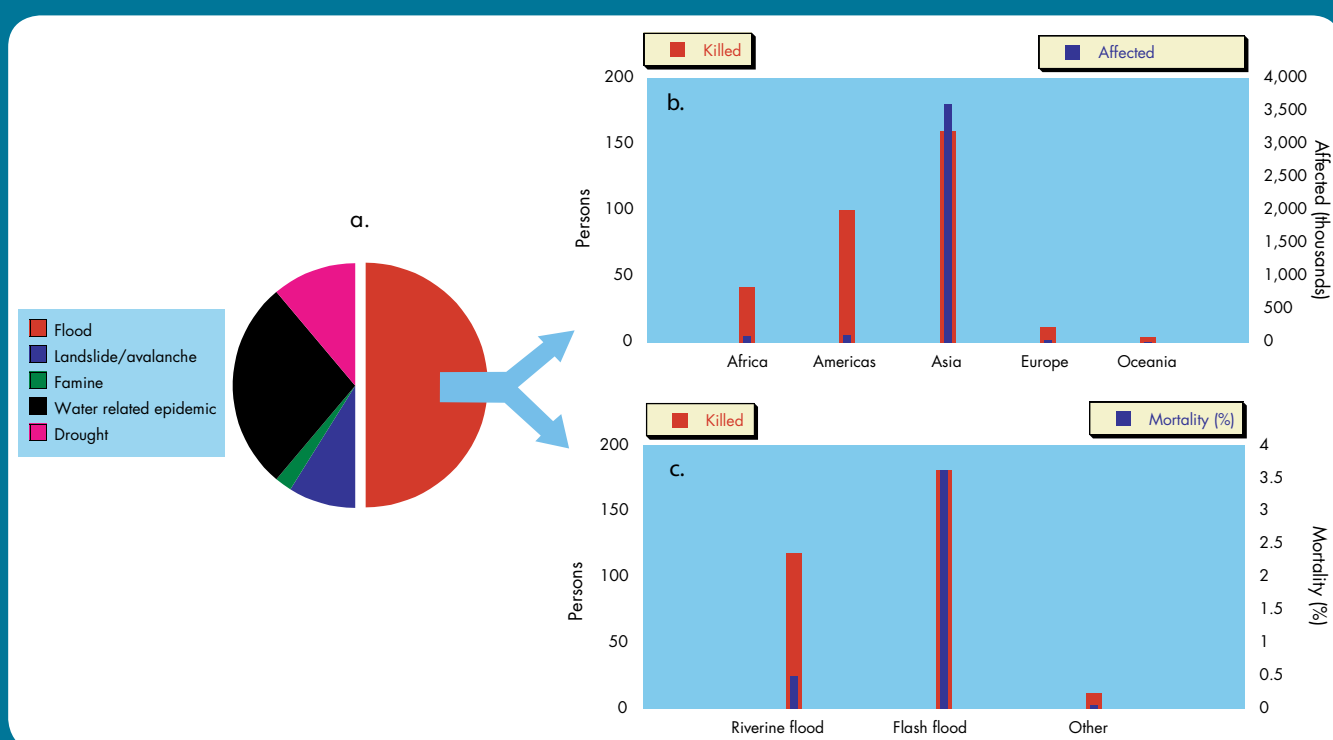 a.
Flood
Landslide/avalanche
Famine
Water related epidemic
Drought
Killed
Affected
b.
200
150
100
50
0
Persons
4,000
3,500
3,000
2,500
2,000
1,500
1,000
500
0
Affected (thousands)
Africa
Americas
Asia
Europe
Oceania
Killed
Mortality (%)
c.
200
150
100
50
0
Persons
4
3.5
3
2.5
2
1.5
1
0.5
0
Mortality (%)
Riverine flood
Flash flood
Other